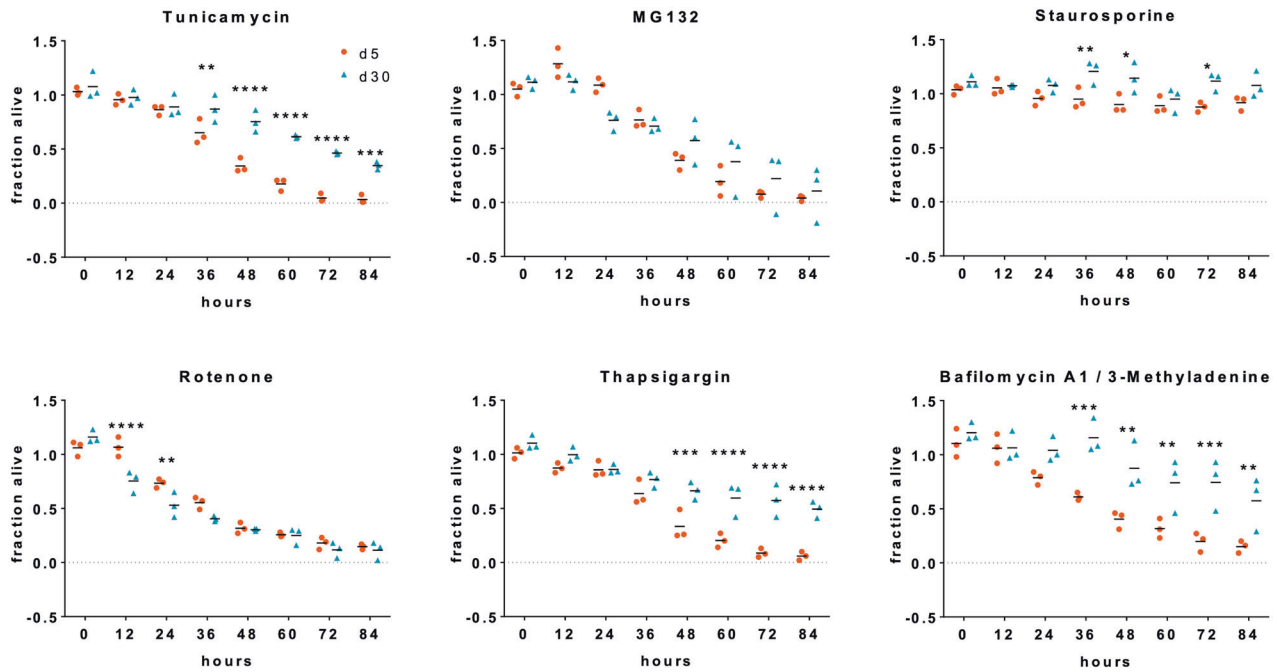 Tunicamycin
1.5
1.0
0.5
0.0
-0.5
fraction alive
d5
d30
**
****
****
****
***
0 12 24 36 48 60 72 84
hours
MG132
1.5
1.0
0.5
0.0
-0.5
fraction alive
0 12 24 36 48 60 72 84
hours
Staurosporine
1.5
1.0
0.5
0.0
-0.5
fraction alive
**
*
*
0 12 24 36 48 60 72 84
hours
Rotenone
1.5
1.0
0.5
0.0
-0.5
fraction alive
****
**
0 12 24 36 48 60 72 84
hours
Thapsigargin
1.5
1.0
0.5
0.0
-0.5
fraction alive
***
****
****
****
0 12 24 36 48 60 72 84
hours
Bafilomycin A1 / 3-Methyladenine
1.5
1.0
0.5
0.0
-0.5
fraction alive
***
**
**
***
**
0 12 24 36 48 60 72 84
hours